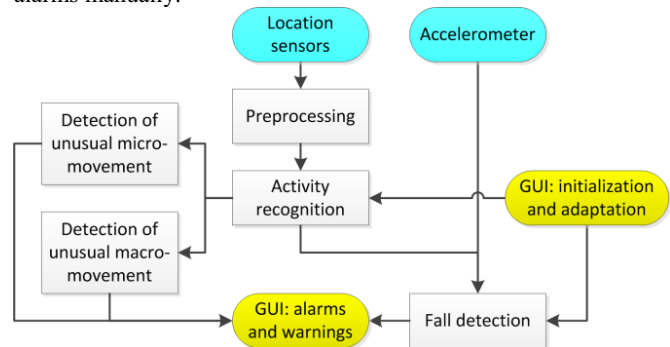 alarms manually.
Location
sensors
Accelerometer
Preprocessing
Detection of
unusual micro-
movement
Activity
recognition
GUI: initialization
and adaptation
Detection of
unusual macro-
movement
GUI: alarms
and warnings
Fall detection